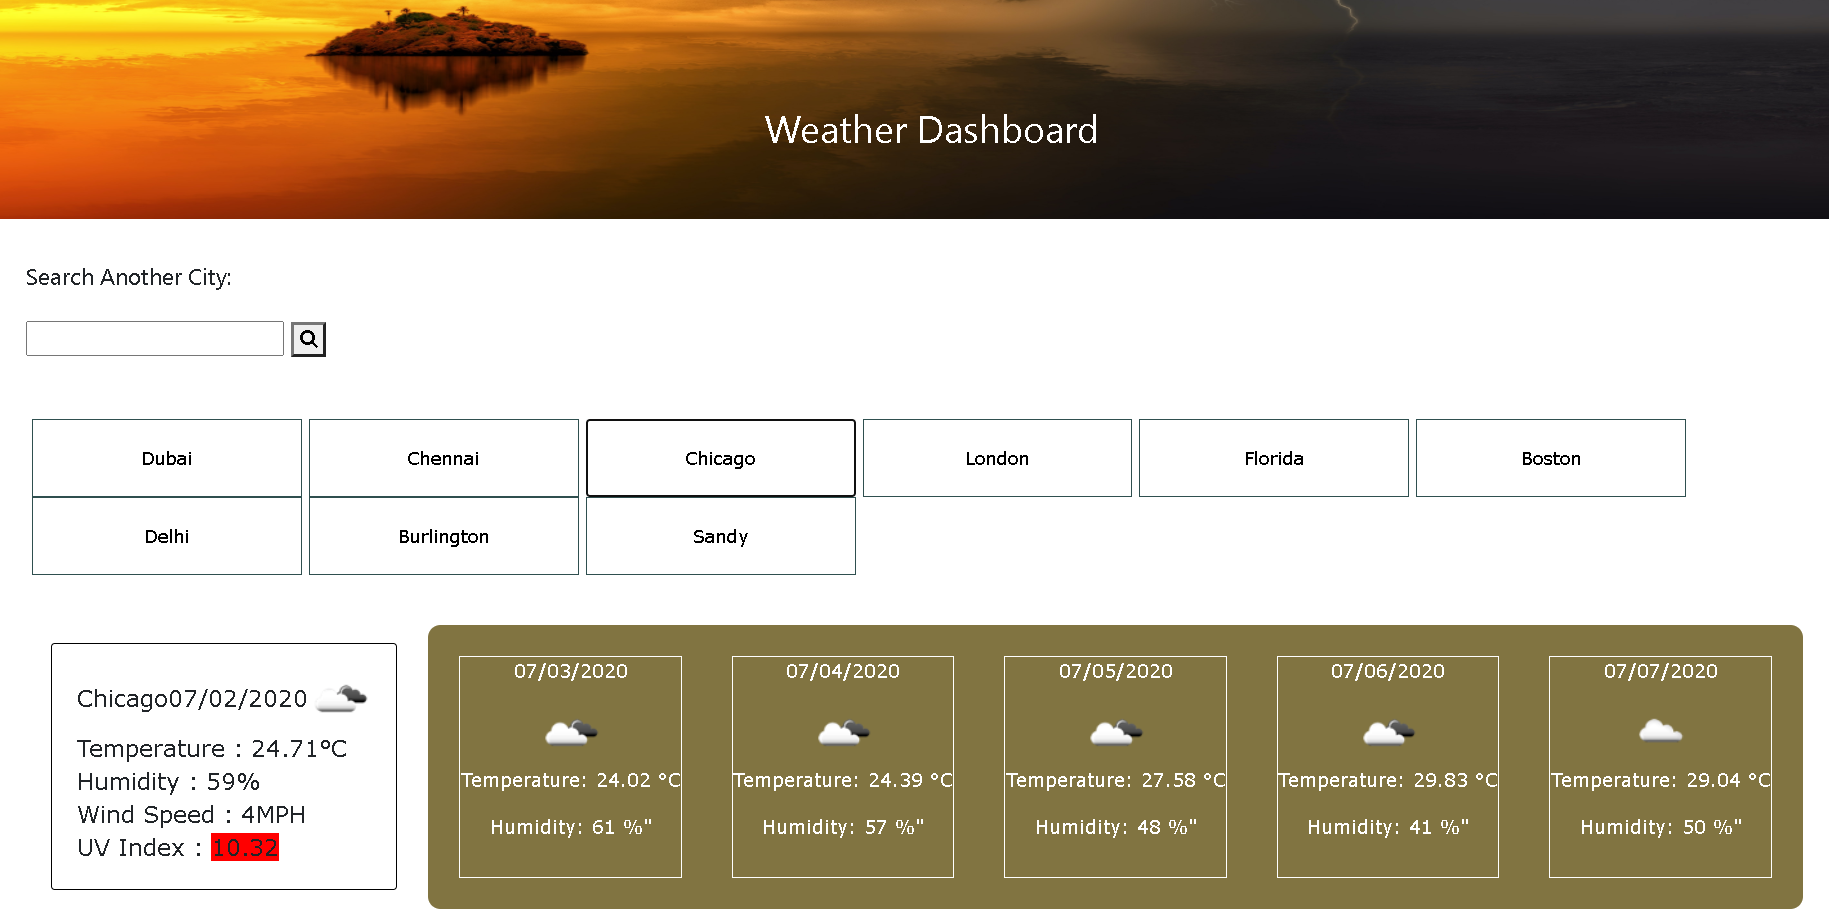 Weather Dashboard
Search Another City:
Dubai
Chennai
Chicago
London
Florida
Boston
Delhi
Burlington
Sandy
Chicago07/02/2020
Temperature : 24.71°C
Humidity : 59%
Wind Speed : 4MPH
UV Index : 10.32
07/03/2020
Temperature: 24.02 °C
Humidity: 61 %"
07/04/2020
Temperature: 24.39 °C
Humidity: 57 %"
07/05/2020
Temperature: 27.58 °C
Humidity: 48 %"
07/06/2020
Temperature: 29.83 °C
Humidity: 41 %"
07/07/2020
Temperature: 29.04 °C
Humidity: 50 %"